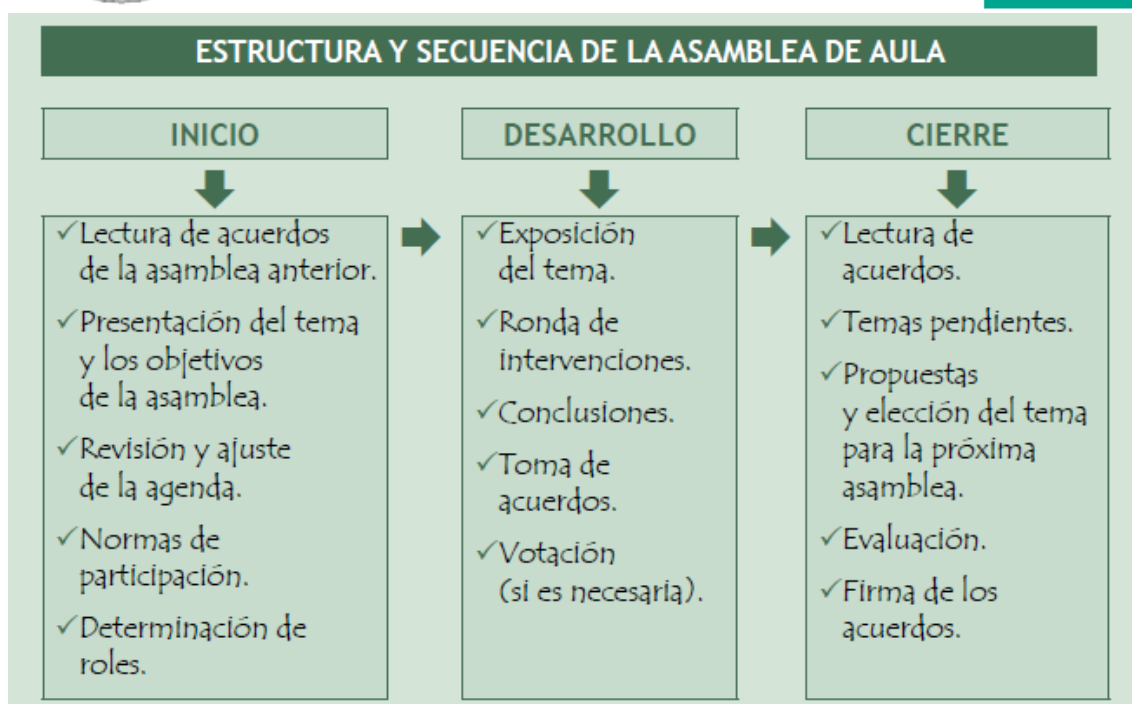 ESTRUCTURA Y SECUENCIA DE LA ASAMBLEA DE AULA
INICIO
✓Lectura de acuerdos
de la asamblea anterior.
✓Presentación del tema
y los objetivos
de la asamblea.
✓Revisión y ajuste
de la agenda.
✓Normas de
participación.
✓Determinación de
roles.
DESARROLLO
✓Exposición
del tema.
✓Ronda de
intervenciones.
✓Conclusiones.
✓Toma de
acuerdos.
✓Votación
(si es necesaria).
CIERRE
✓Lectura de
acuerdos.
✓Temas pendientes.
✓Propuestas
y elección del tema
para la próxima
asamblea.
✓Evaluación.
✓Firma de los
acuerdos.